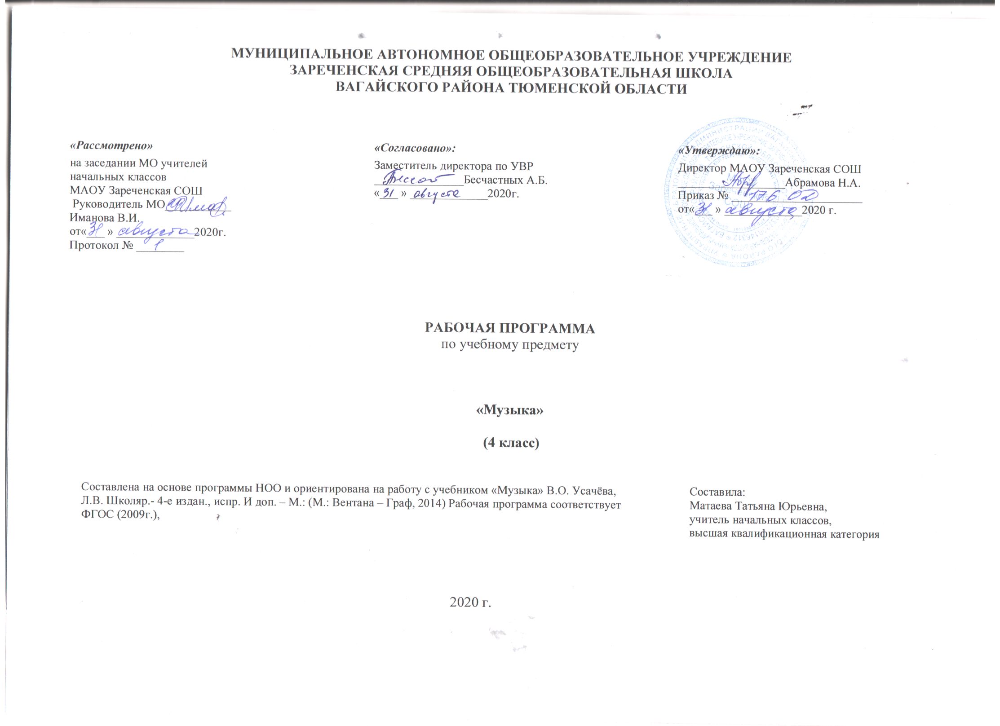 МУНИЦИПАЛЬНОЕ АВТОНОМНОЕ ОБЩЕОБРАЗОВАТЕЛЬНОЕ УЧРЕЖДЕНИЕ
ЗАРЕЧЕНСКАЯ СРЕДНЯЯ ОБЩЕОБРАЗОВАТЕЛЬНАЯ ШКОЛА
ВАГАЙСКОГО РАЙОНА ТЮМЕНСКОЙ ОБЛАСТИ
«Рассмотрено»
на заседании МО учителей
начальных классов
МАОУ Зареченская СОШ
Руководитель МО
Иманова В.И.
от« 31 » августа 2020г.
Протокол № 1
«Согласовано»:
Заместитель директора по УВР
Бесчастных А.Б.
« 31 » августа 2020г.
«Утверждаю»:
Директор МАОУ Зареченская СОШ
Абрамова Н.А.
Приказ № 176 ОД
от« 31 » августа 2020 г.
РАБОЧАЯ ПРОГРАММА
по учебному предмету
«Музыка»
(4 класс)
Составлена на основе программы НОО и ориентирована на работу с учебником «Музыка» В.О. Усачёва,
Л.В. Школяр.- 4-е издан., испр. И доп. – М.: (М.: Вентана – Граф, 2014) Рабочая программа соответствует
ФГОС (2009г.),
Составила:
Матаева Татьяна Юрьевна,
учитель начальных классов,
высшая квалификационная категория
2020 г.